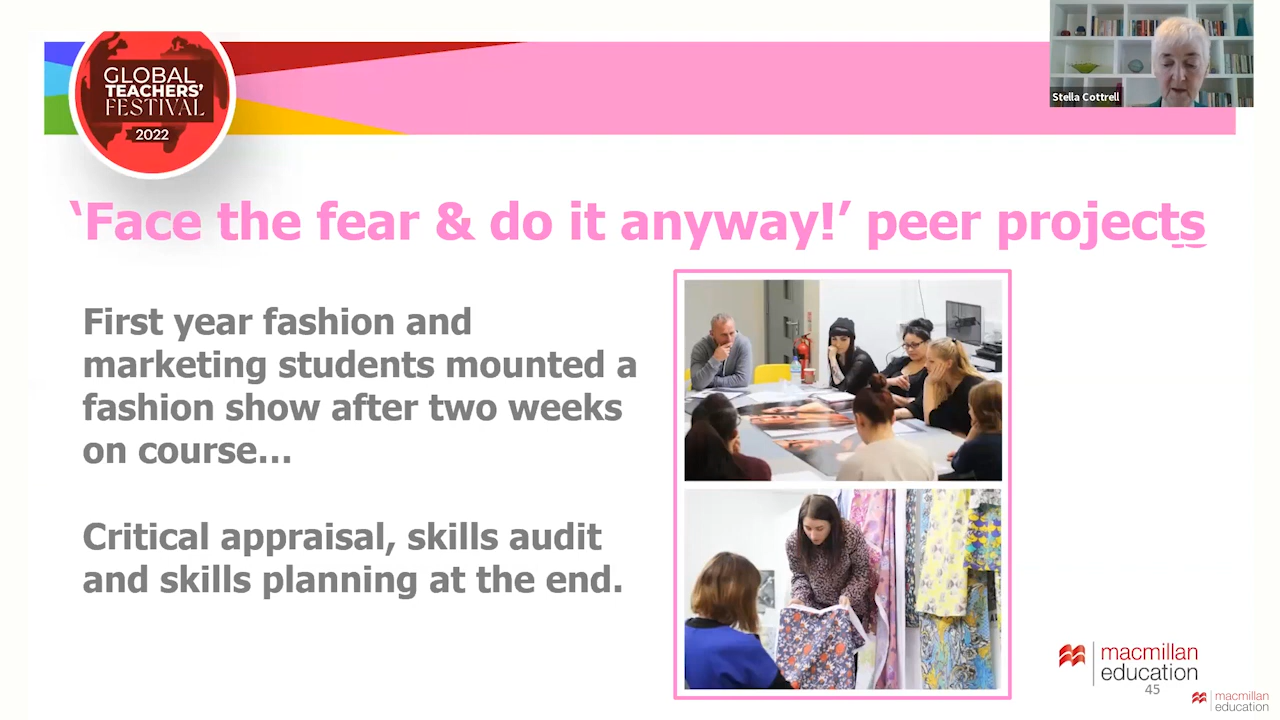 GLOBAL
TEACHERS'
FESTIVAL
2022
Stella Cottrell
‘Face the fear & do it anyway!’ peer projects
First year fashion and
marketing students mounted a
fashion show after two weeks
on course…
Critical appraisal, skills audit
and skills planning at the end.
macmillan
education
45
macmillan
education